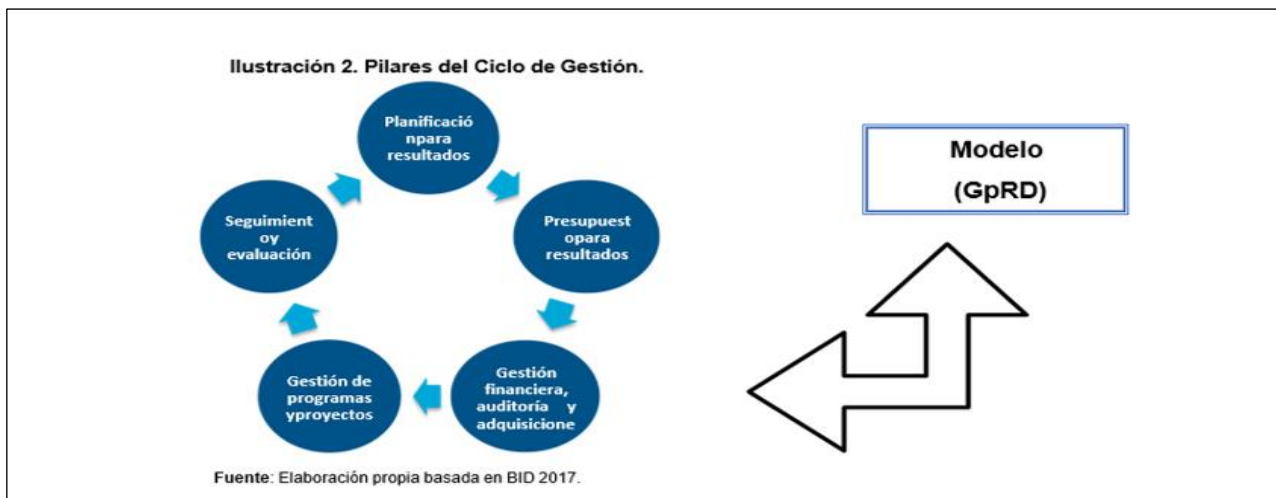 Ilustración 2. Pilares del Ciclo de Gestión.
Planificació
npara
resultados
Presupuest
opara
resultados
Gestión
financiera,
auditoría y
adquisicione
Gestión de
programas
yproyectos
Seguimient
oy
evaluación
Modelo
(GpRD)
Fuente: Elaboración propia basada en BID 2017.